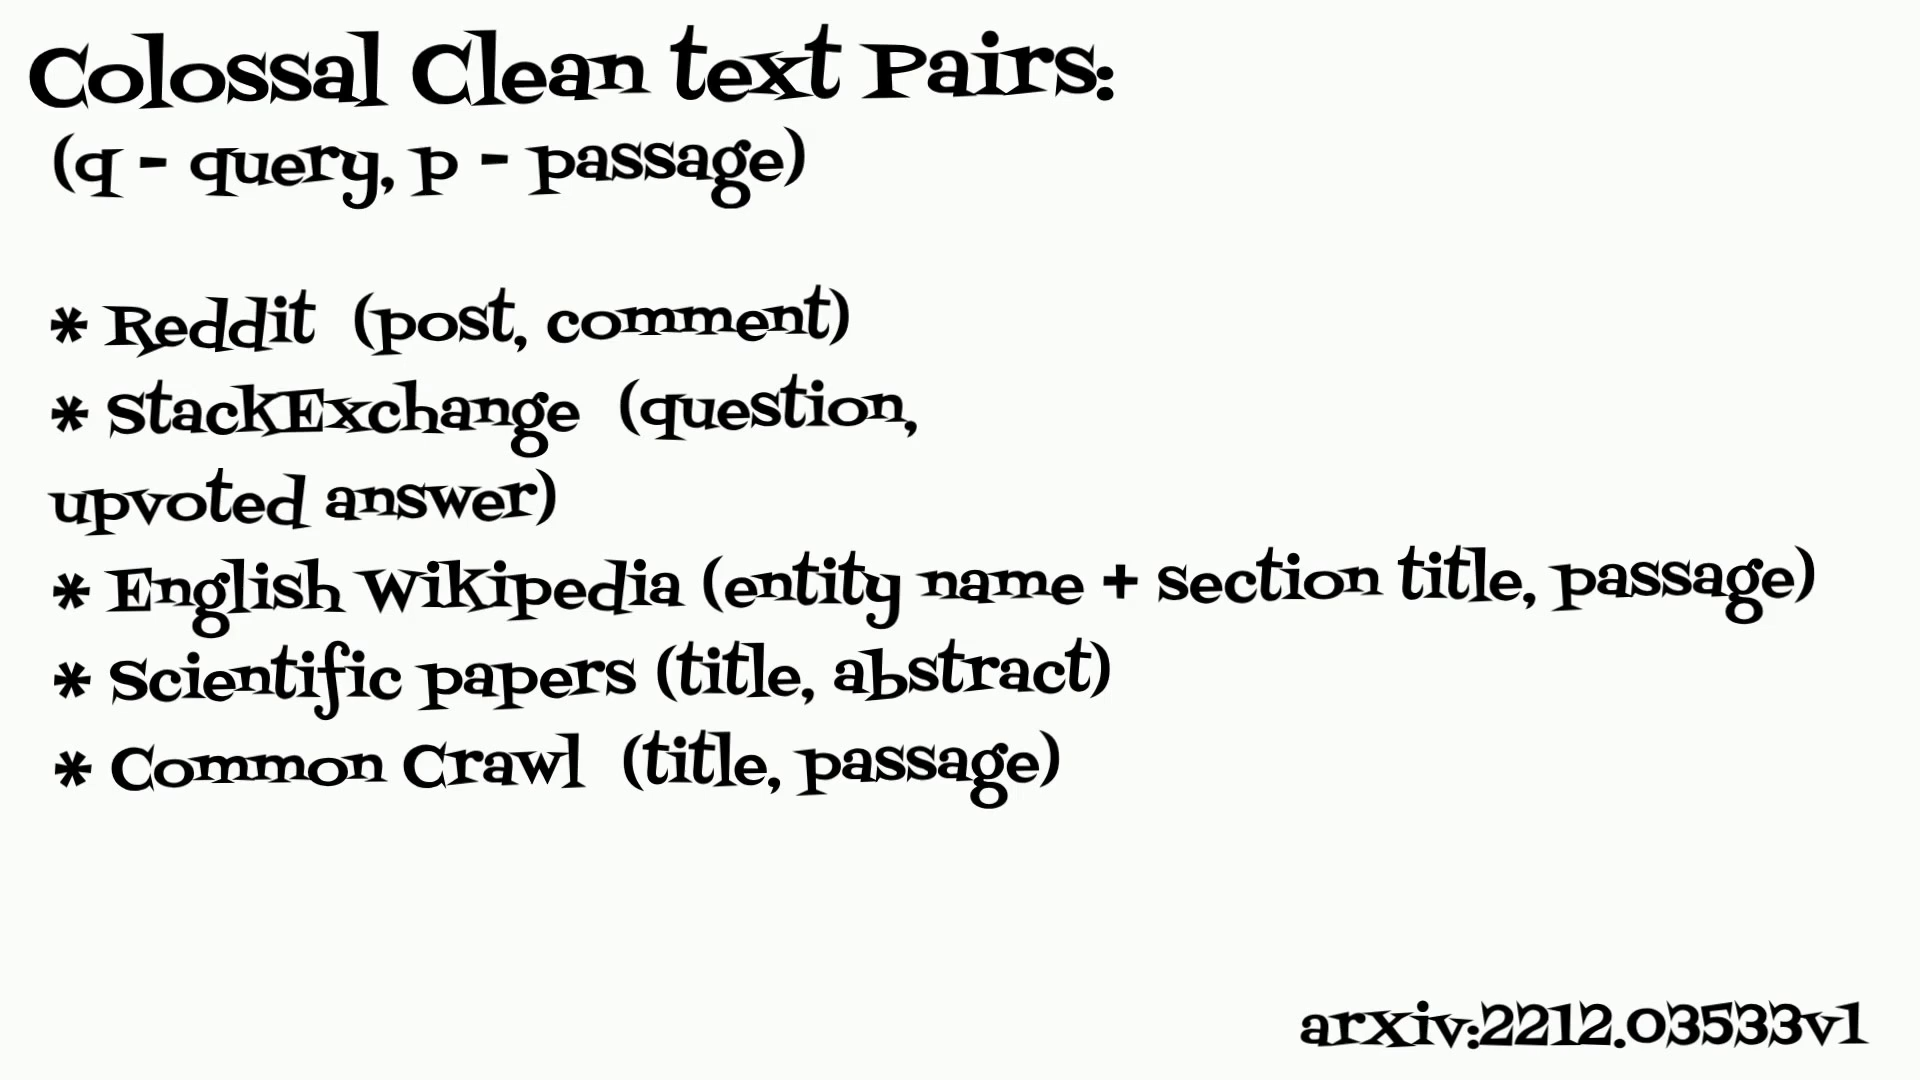 Colossal Clean text Pairs:
(q - query, p - passage)
* Reddit (post, comment)
* StackExchange (question,
upvoted answer)
* English Wikipedia (entity name + section title, passage)
* Scientific papers (title, abstract)
* Common Crawl (title, passage)
arxiv:2212.03533v1